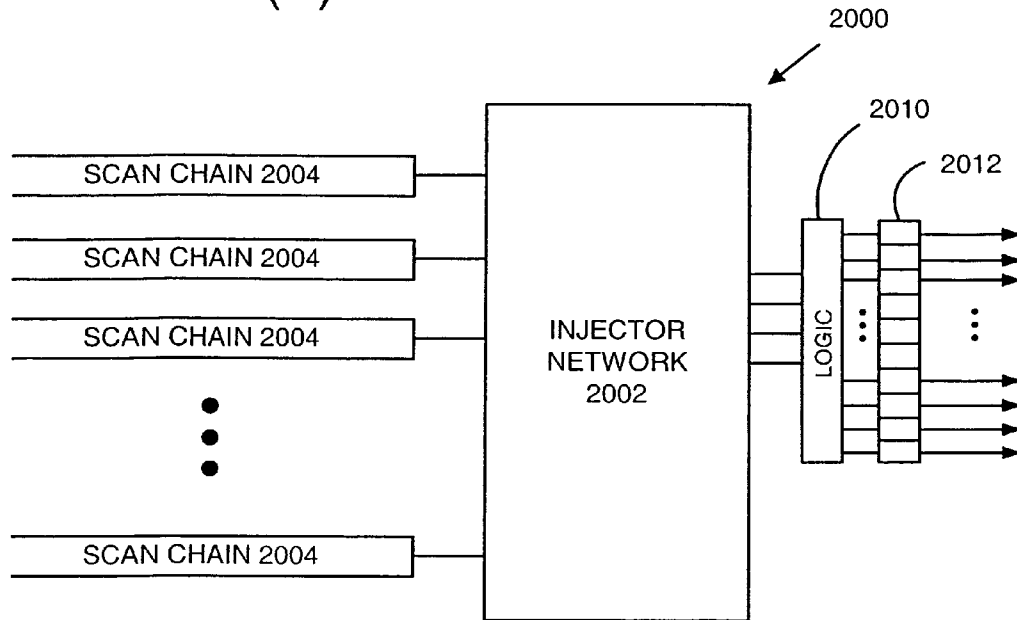 2000
2010
2012
SCAN CHAIN 2004
SCAN CHAIN 2004
SCAN CHAIN 2004
SCAN CHAIN 2004
INJECTOR
NETWORK
2002
LOGIC